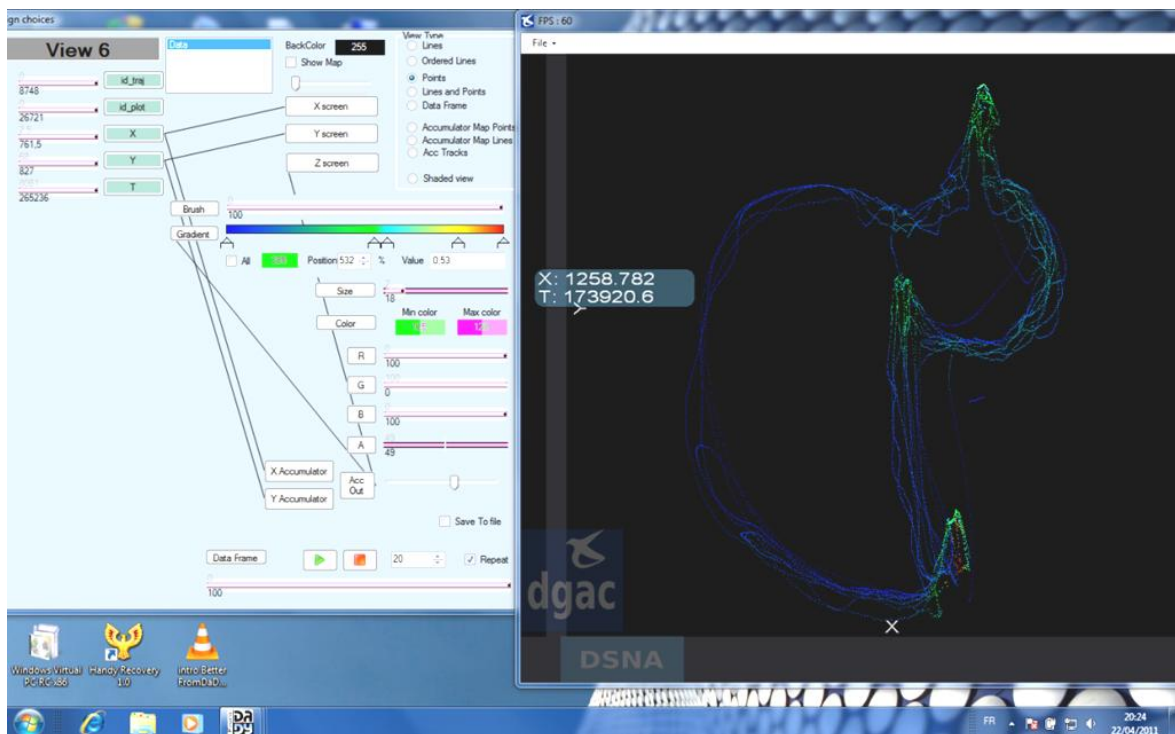 gn choices
View 6
id_traj
8748
id_plot
26721
X
761,5
Y
827
T
265236
Data
BackColor 255
Show Map
X screen
Y screen
Z screen
View Type
Lines
Ordered Lines
Points
Lines and Points
Data Frame
Accumulator Map Points
Accumulator Map Lines
Acc Tracks
Shaded view
Brush
100
Gradient
All Position 532 % Value 0.53
Size
18
Color
Min color Max color
R
100
G
0
B
100
A
49
X Accumulator
Y Accumulator
Acc
Out
Save To file
Data Frame
20
Repeat
100
FPS : 60
File
X: 1258.782
T: 173920.6
Y
X
dgac
DSNA
Windows Virtual
Handy Recovery
1.0
intro Better
FromDaD...
FR
20:24
22/04/2011